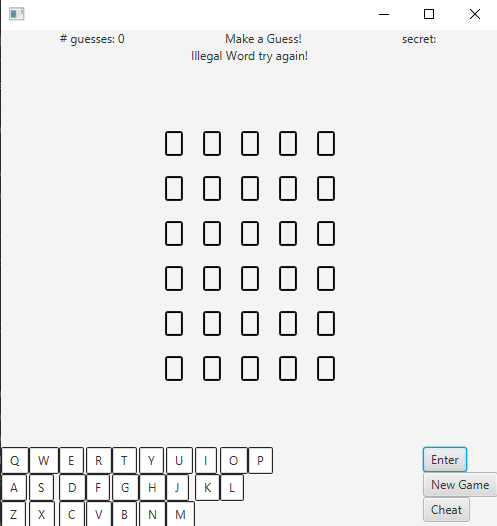 # guesses: 0 Make a Guess! secret:
Illegal Word try again!
Q W E R T Y U I O P Enter
A S D F G H J K L New Game
Z X C V B N M Cheat